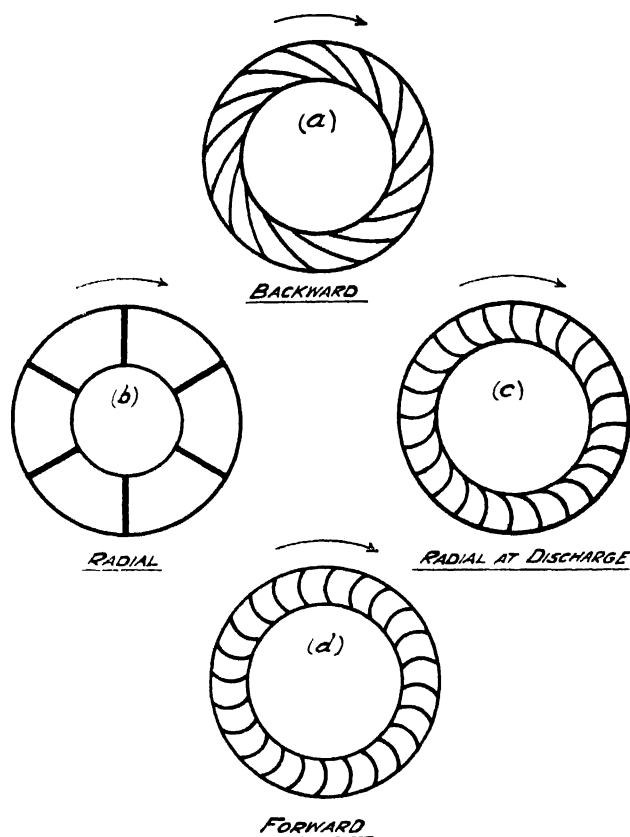 (a)
BACKWARD
(b)
(c)
RADIAL
RADIAL AT DISCHARGE
(d)
FORWARD